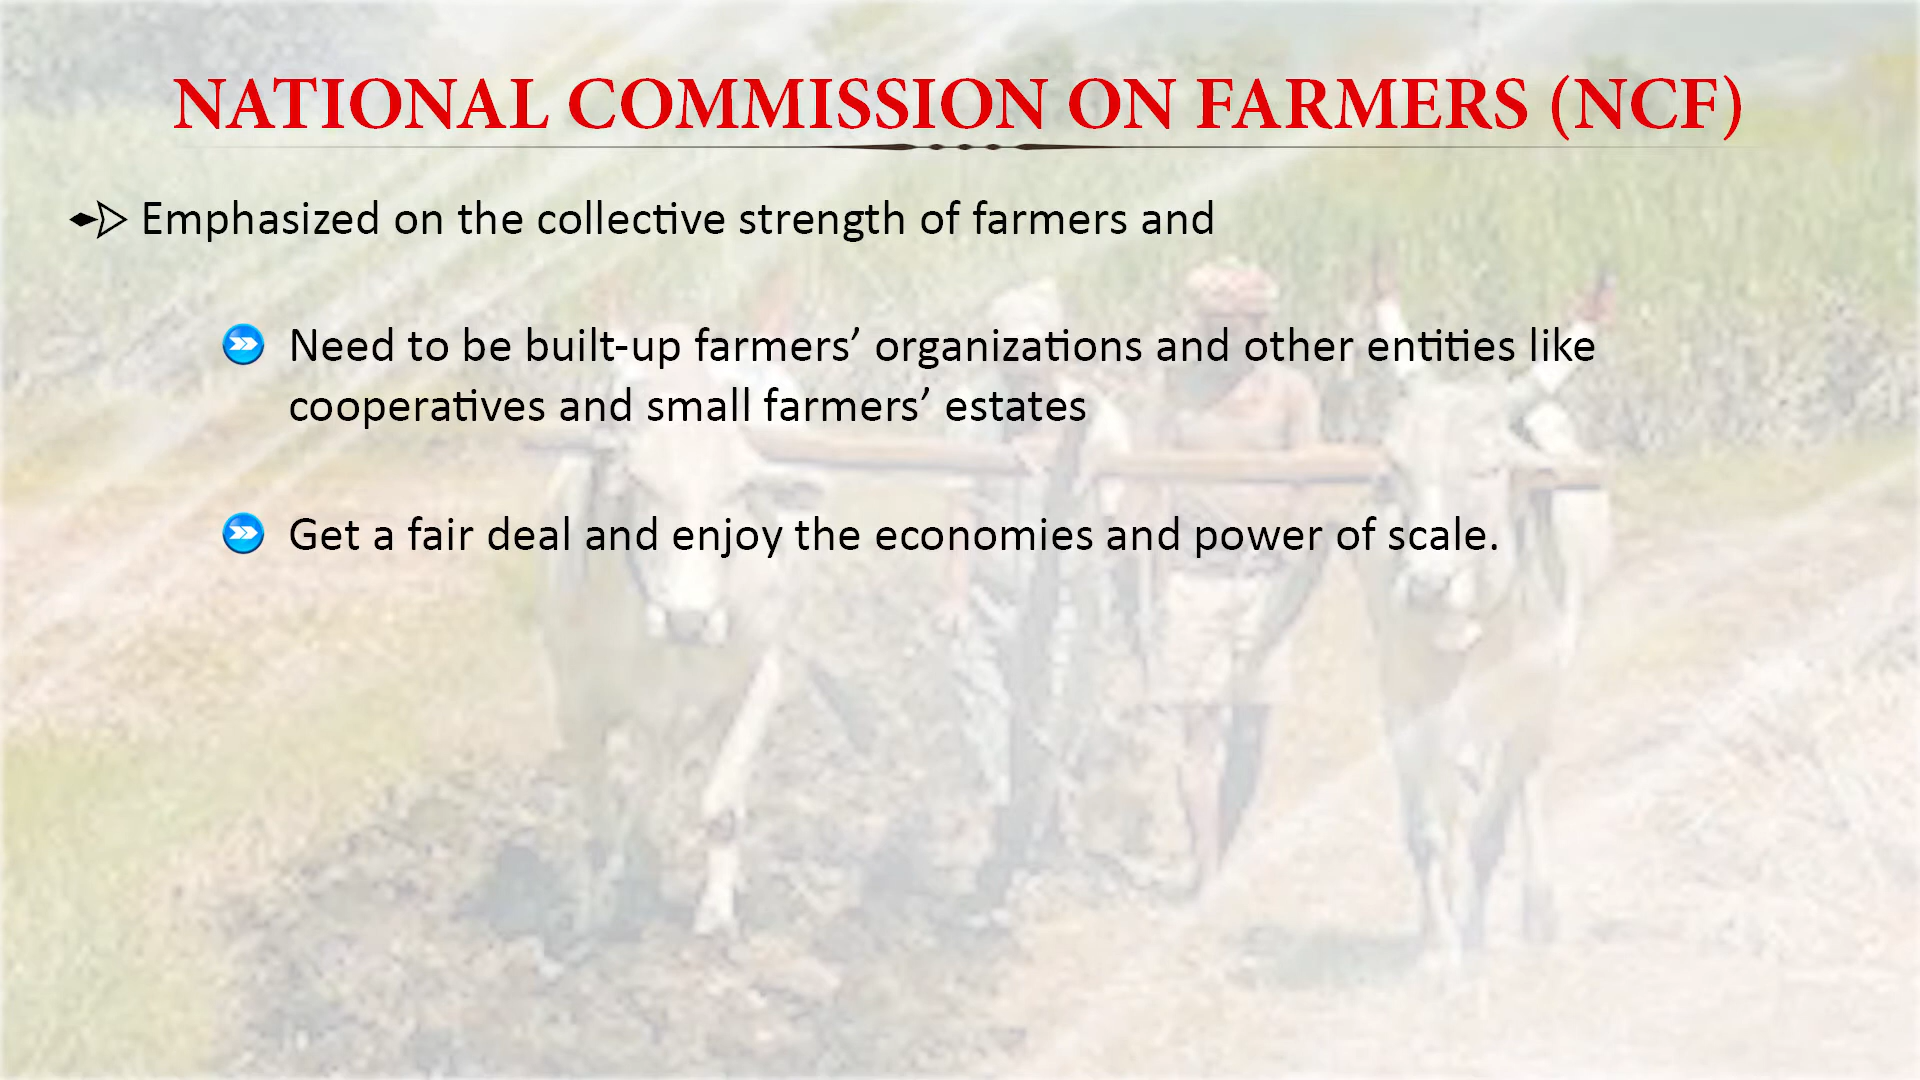 NATIONAL COMMISSION ON FARMERS (NCF)
Emphasized on the collective strength of farmers and
Need to be built-up farmers’ organizations and other entities like
cooperatives and small farmers’ estates
Get a fair deal and enjoy the economies and power of scale.